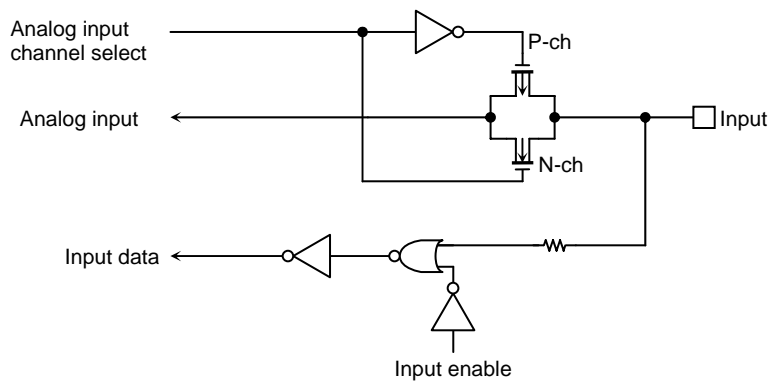 Analog input
channel select
P-ch
Analog input
Input
N-ch
Input data
Input enable